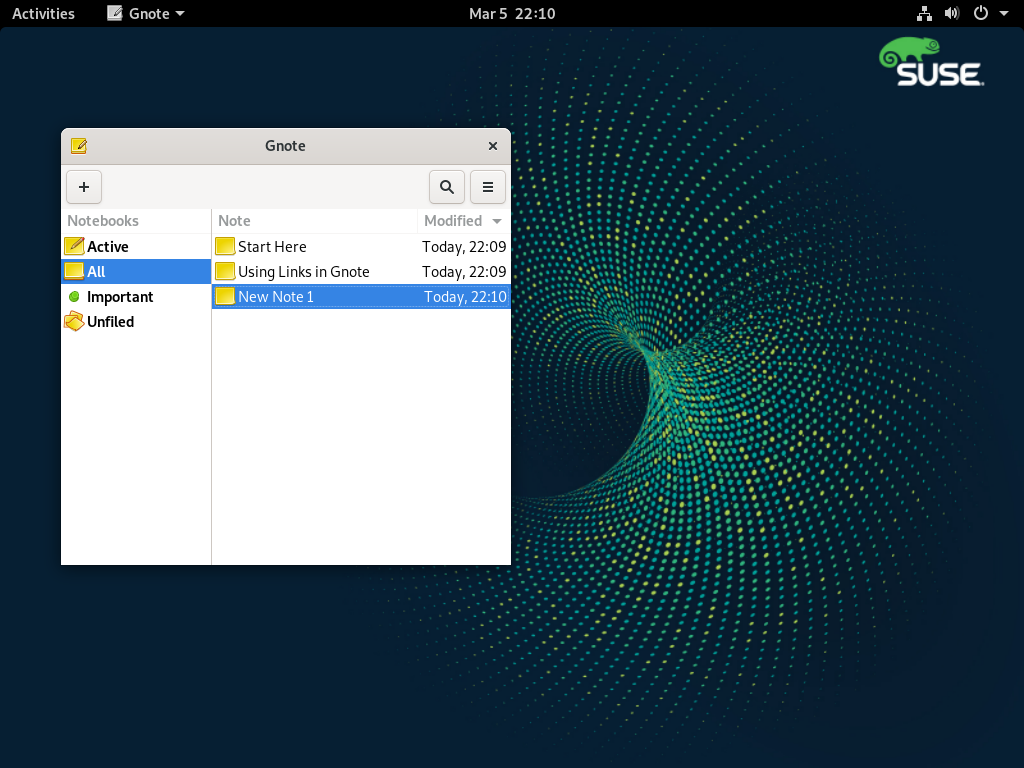 Activities Gnote Mar 5 22:10
SUSE
Gnote
Notebooks Note Modified
Active Start Here Today, 22:09
All Using Links in Gnote Today, 22:09
Important New Note 1 Today, 22:10
Unfiled